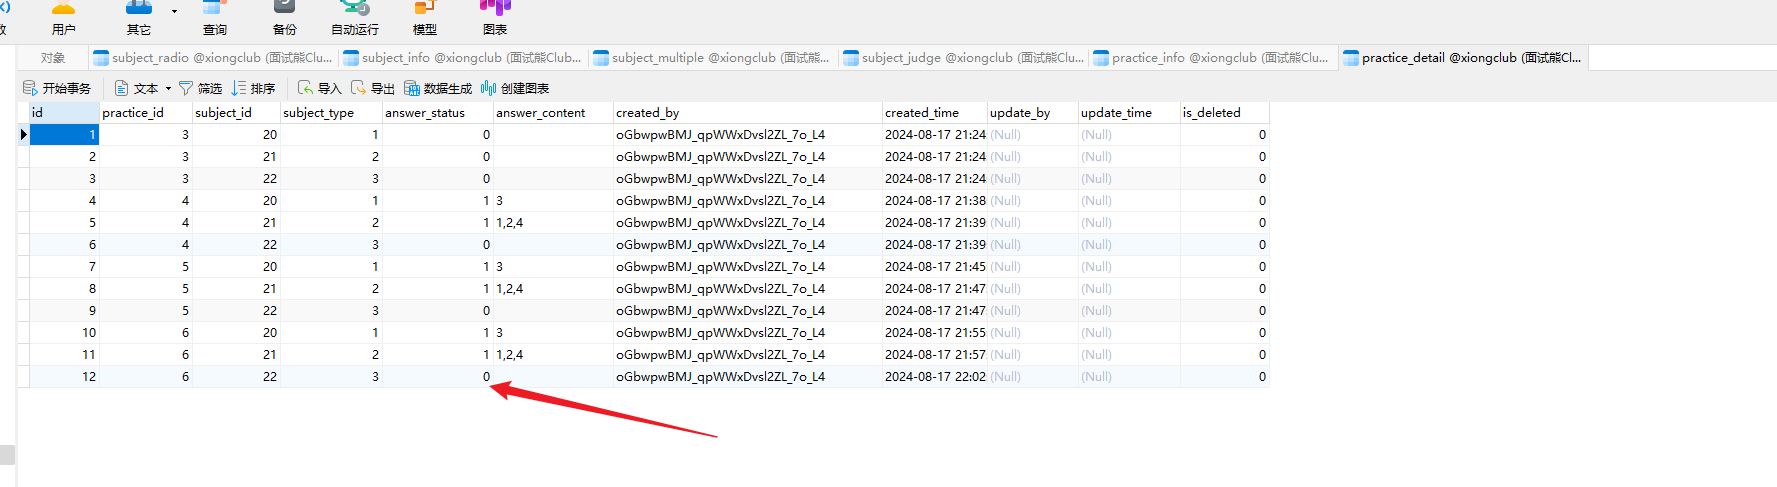 用户 其它 查询 备份 自动运行 模型 图表
对象 subject_radio @xiongclub (面试熊Clu... subject_info @xiongclub (面试熊Club... subject_multiple @xiongclub (面试熊... subject_judge @xiongclub (面试熊Clu... practice_info @xiongclub (面试熊Clu... practice_detail @xiongclub (面试熊Cl...
开始事务 文本 筛选 排序 导入 导出 数据生成 创建图表
id practice_id subject_id subject_type answer_status answer_content created_by created_time update_by update_time is_deleted
1 3 20 1 0 oGbwpwBMJ_qpWWxDvsl2ZL_7o_L4 2024-08-17 21:24 (Null) (Null) 0
2 3 21 2 0 oGbwpwBMJ_qpWWxDvsl2ZL_7o_L4 2024-08-17 21:24 (Null) (Null) 0
3 3 22 3 0 oGbwpwBMJ_qpWWxDvsl2ZL_7o_L4 2024-08-17 21:24 (Null) (Null) 0
4 4 20 1 1 3 oGbwpwBMJ_qpWWxDvsl2ZL_7o_L4 2024-08-17 21:38 (Null) (Null) 0
5 4 21 2 1 1,2,4 oGbwpwBMJ_qpWWxDvsl2ZL_7o_L4 2024-08-17 21:39 (Null) (Null) 0
6 4 22 3 0 oGbwpwBMJ_qpWWxDvsl2ZL_7o_L4 2024-08-17 21:39 (Null) (Null) 0
7 5 20 1 1 3 oGbwpwBMJ_qpWWxDvsl2ZL_7o_L4 2024-08-17 21:45 (Null) (Null) 0
8 5 21 2 1 1,2,4 oGbwpwBMJ_qpWWxDvsl2ZL_7o_L4 2024-08-17 21:47 (Null) (Null) 0
9 5 22 3 0 oGbwpwBMJ_qpWWxDvsl2ZL_7o_L4 2024-08-17 21:47 (Null) (Null) 0
10 6 20 1 1 3 oGbwpwBMJ_qpWWxDvsl2ZL_7o_L4 2024-08-17 21:55 (Null) (Null) 0
11 6 21 2 1 1,2,4 oGbwpwBMJ_qpWWxDvsl2ZL_7o_L4 2024-08-17 21:57 (Null) (Null) 0
12 6 22 3 0 oGbwpwBMJ_qpWWxDvsl2ZL_7o_L4 2024-08-17 22:02 (Null) (Null) 0